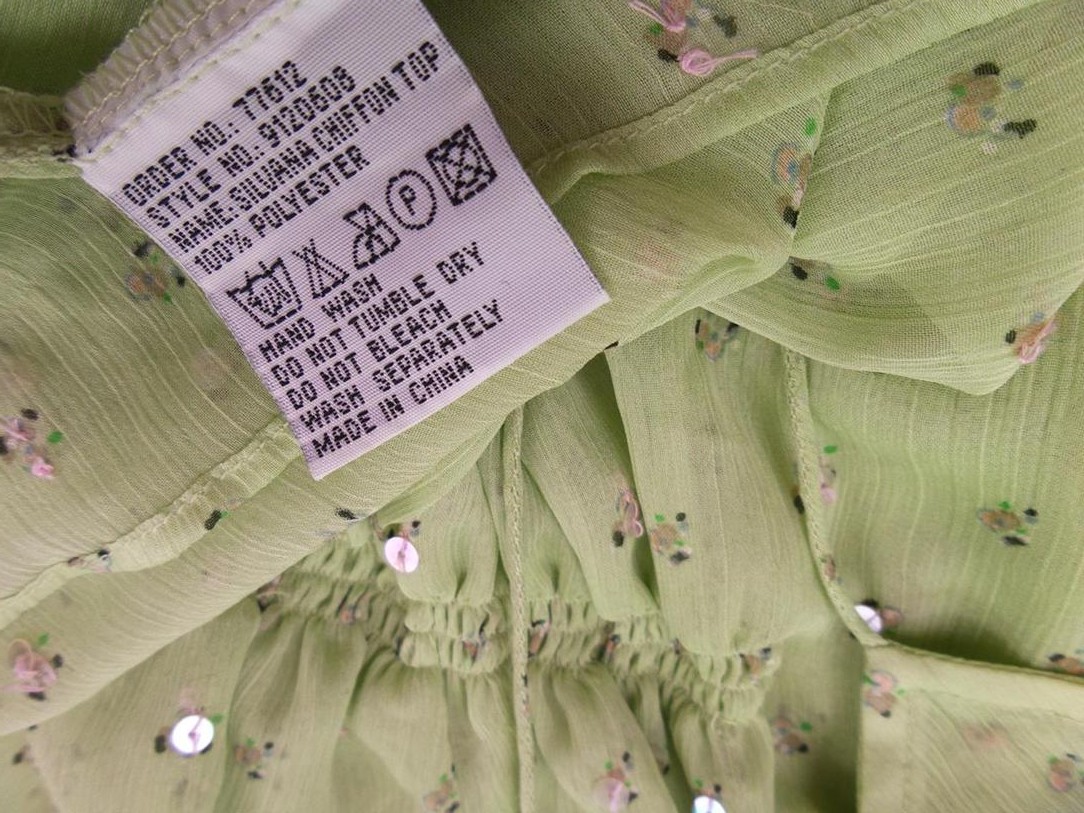 ORDER NO.: 77612
STYLE NO.: 9120608
NAME:SILVANA CHIFFON TOP
100% POLYESTER
P
HAND WASH
DO NOT TUMBLE DRY
DO NOT BLEACH
WASH SEPARATELY
MADE IN CHINA